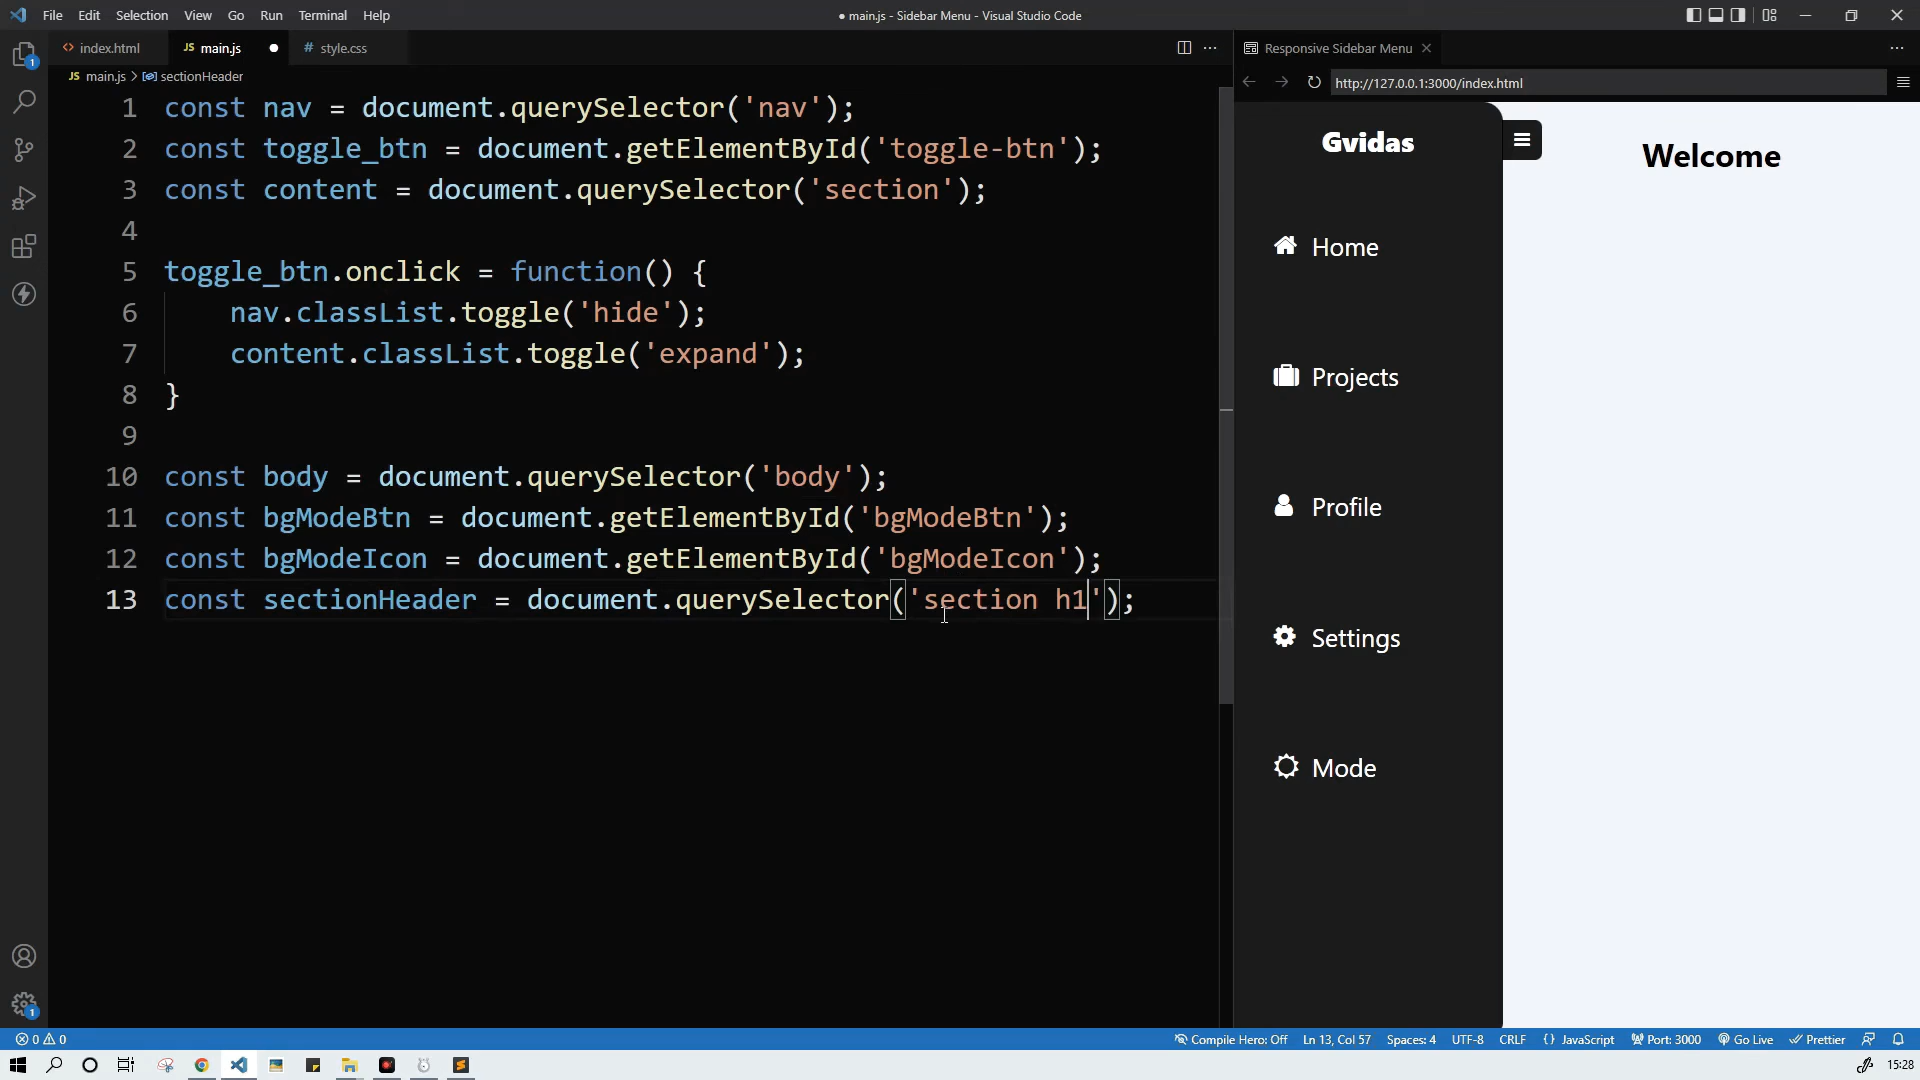 File Edit Selection View Go Run Terminal Help
● main.js - Sidebar Menu - Visual Studio Code
<> index.html JS main.js ● # style.css
JS main.js > sectionHeader
1 const nav = document.querySelector('nav');
2 const toggle_btn = document.getElementById('toggle-btn');
3 const content = document.querySelector('section');
4
5 toggle_btn.onclick = function() {
6 nav.classList.toggle('hide');
7 content.classList.toggle('expand');
8 }
9
10 const body = document.querySelector('body');
11 const bgModeBtn = document.getElementById('bgModeBtn');
12 const bgModeIcon = document.getElementById('bgModeIcon');
13 const sectionHeader = document.querySelector('section h1');
1
1
Responsive Sidebar Menu
http://127.0.0.1:3000/index.html
Gvidas
Welcome
Home
Projects
Profile
Settings
Mode
0 0
Compile Hero: Off Ln 13, Col 57 Spaces: 4 UTF-8 CRLF {} JavaScript Port: 3000 Go Live Prettier
15:28